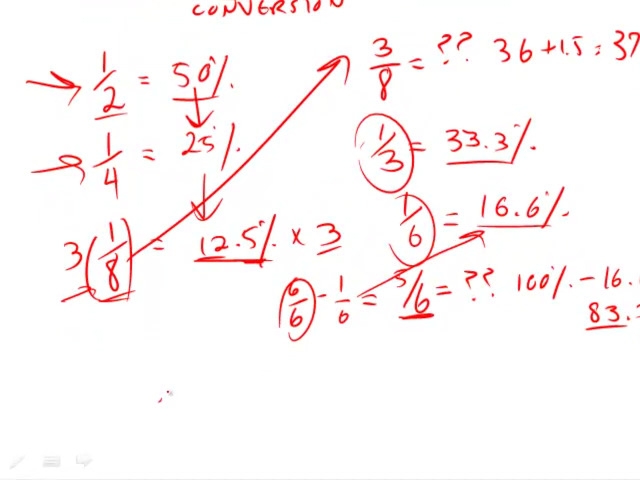 CONVERSION
1/2 = 50%
1/4 = 25%
3(1/8) = 12.5% × 3
3/8 = ?? 36 + 1.5 = 37
1/3 = 33.3%
1/6 = 16.6%
6/6 - 1/6 = 5/6 = ?? 100% - 16.
83.